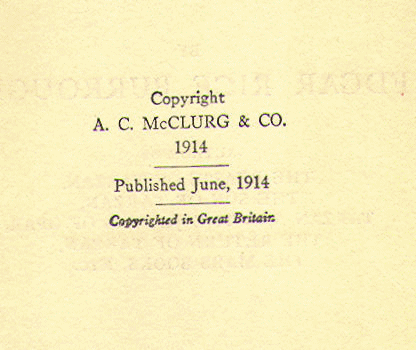 Copyright
A. C. McCLURG & CO.
1914
Published June, 1914
Copyrighted in Great Britain